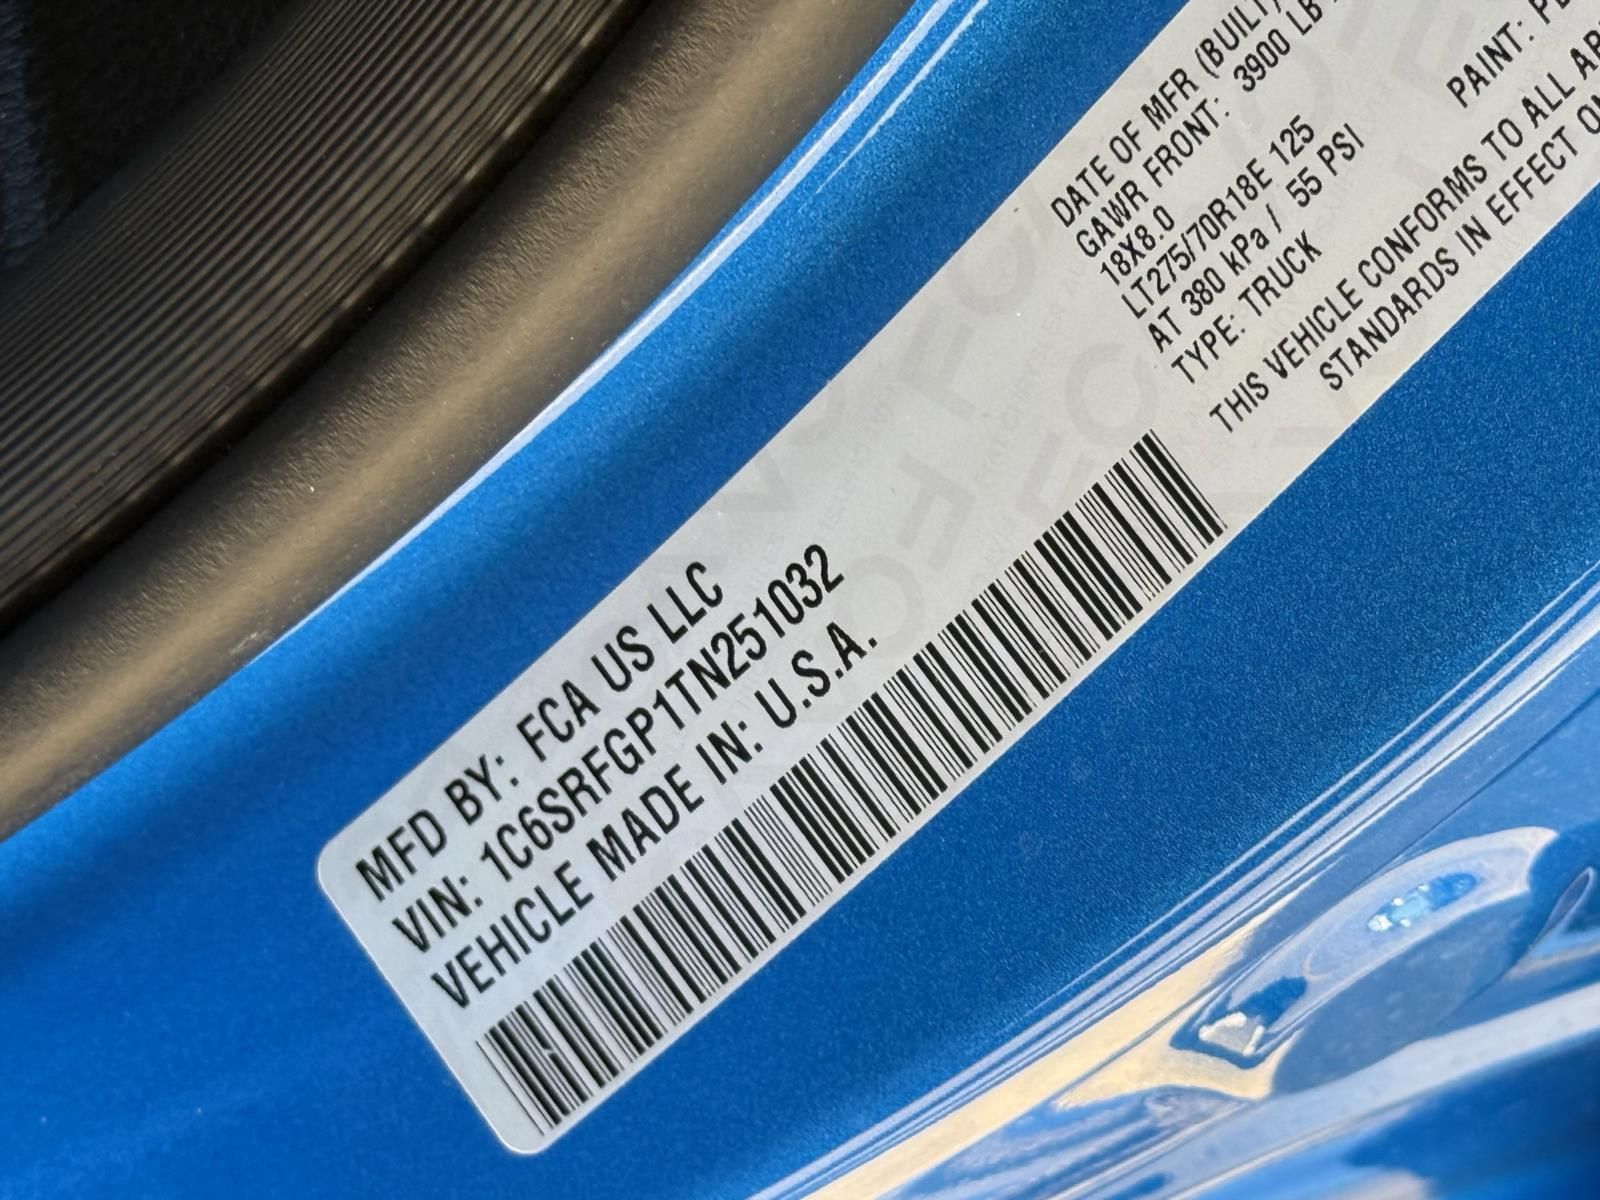 MFD BY: FCA US LLC
VIN: 1C6SRFGP1TN251032
VEHICLE MADE IN: U.S.A.
DATE OF MFR (BUILT)
GAWR FRONT: 3900 LB
18X8.0
LT275/70R18E 125
AT 380 kPa / 55 PSI
TYPE: TRUCK
PAINT:
THIS VEHICLE CONFORMS TO ALL
STANDARDS IN EFFECT